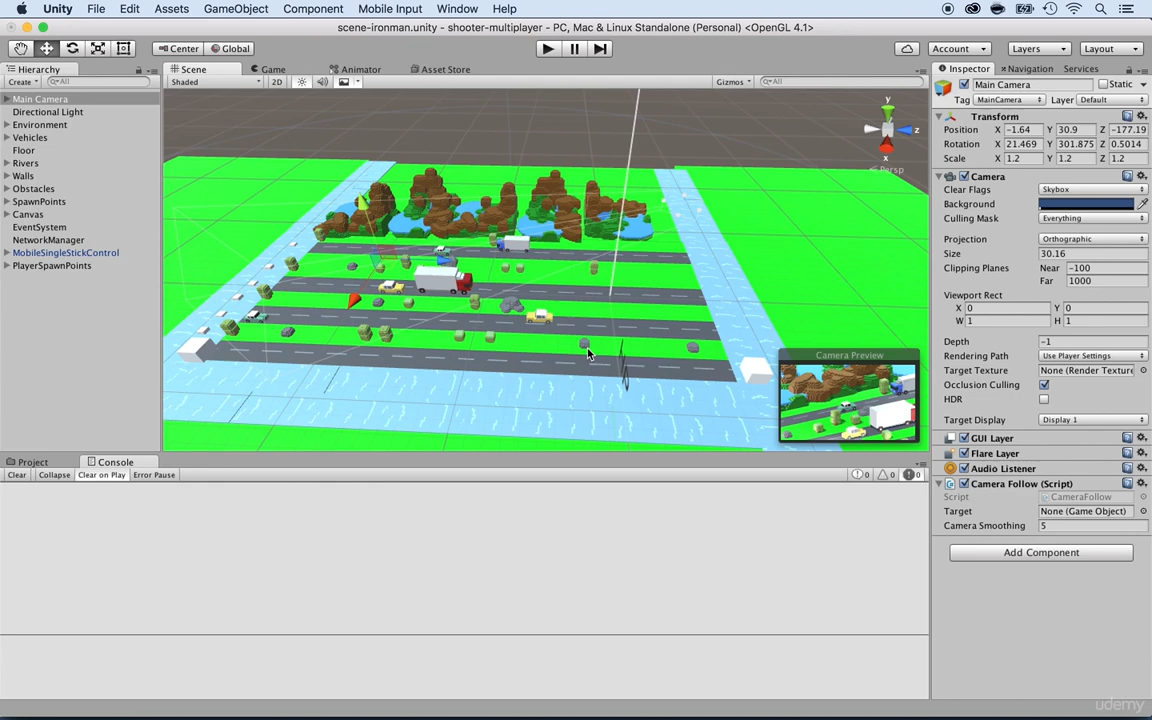 Unity File Edit Assets GameObject Component Mobile Input Window Help
scene-ironman.unity - shooter-multiplayer - PC, Mac & Linux Standalone (Personal) <OpenGL 4.1>
Center Global Account Layers Layout
Hierarchy
Create All
Main Camera
Directional Light
Environment
Vehicles
Floor
Rivers
Walls
Obstacles
SpawnPoints
Canvas
EventSystem
NetworkManager
MobileSingleStickControl
PlayerSpawnPoints
Scene Game Animator Asset Store
Shaded 2D Gizmos All
y
z
x
Persp
Camera Preview
Inspector Navigation Services
Main Camera Static
Tag MainCamera Layer Default
Transform
Position X -1.64 Y 30.9 Z -177.19
Rotation X 21.469 Y 301.875 Z 0.5014
Scale X 1.2 Y 1.2 Z 1.2
Camera
Clear Flags Skybox
Background
Culling Mask Everything
Projection Orthographic
Size 30.16
Clipping Planes Near -100
Far 1000
Viewport Rect
X 0 Y 0
W 1 H 1
Depth -1
Rendering Path Use Player Settings
Target Texture None (Render Texture
Occlusion Culling
HDR
Target Display Display 1
GUI Layer
Flare Layer
Audio Listener
Camera Follow (Script)
Script CameraFollow
Target None (Game Object)
Camera Smoothing 5
Add Component
Project Console
Clear Collapse Clear on Play Error Pause 0 0 0
udemy